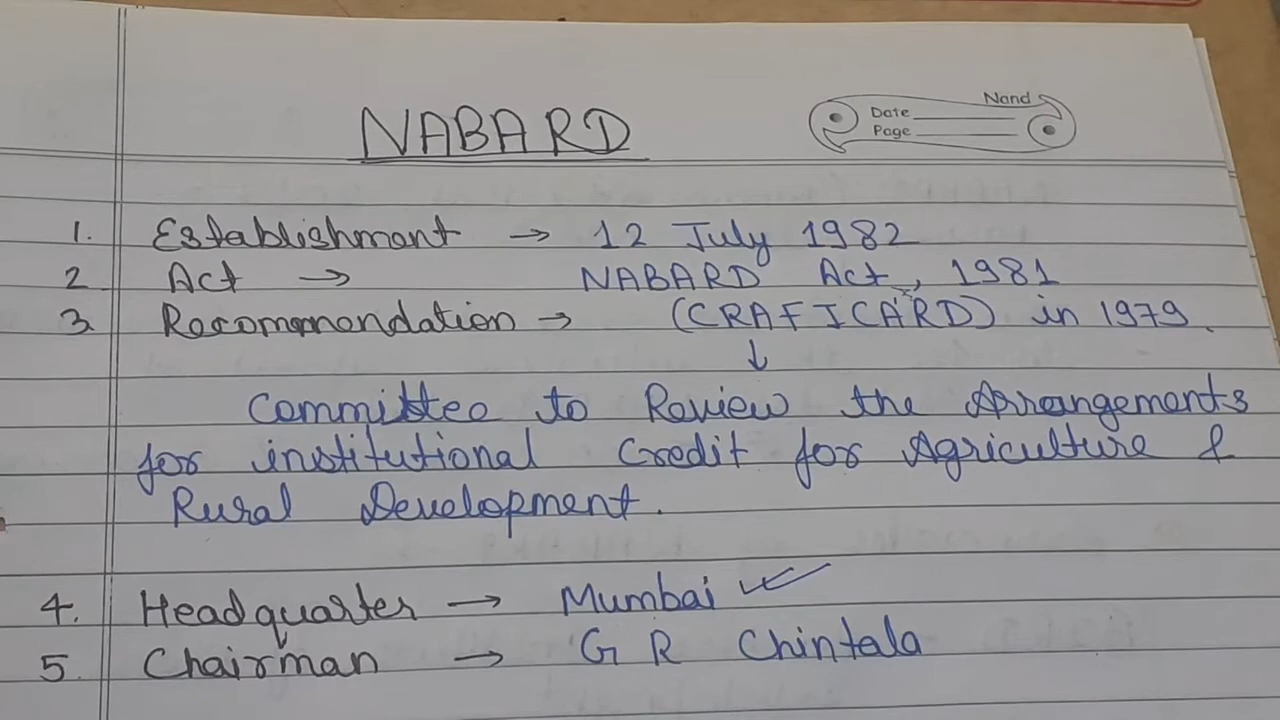 NABARD
Nand
Date
Page
1. Establishment → 12 July 1982
2 Act → NABARD Act, 1981
3 Recommendation → (CRAFICARD) in 1979.
↓
Committee to Review the Arrangements
for institutional Credit for Agriculture &
Rural Development.
4. Headquarter → Mumbai ✓
5. Chairman → G R Chintala